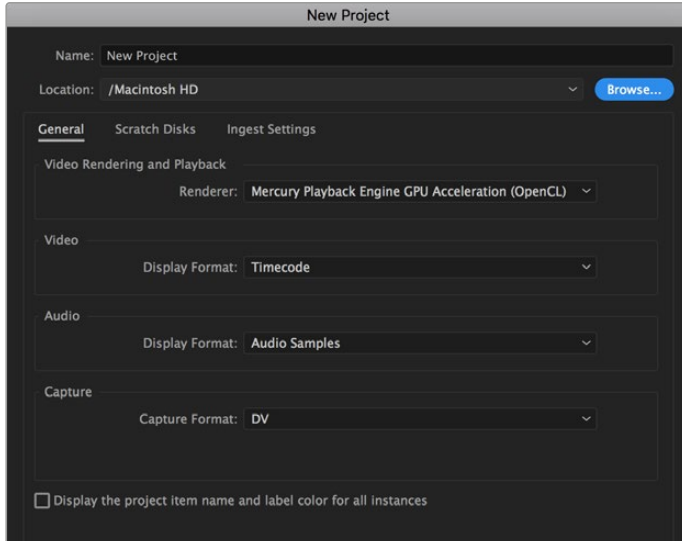 New Project
Name: New Project
Location: /Macintosh HD Browse...
General Scratch Disks Ingest Settings
Video Rendering and Playback
Renderer: Mercury Playback Engine GPU Acceleration (OpenCL)
Video
Display Format: Timecode
Audio
Display Format: Audio Samples
Capture
Capture Format: DV
Display the project item name and label color for all instances